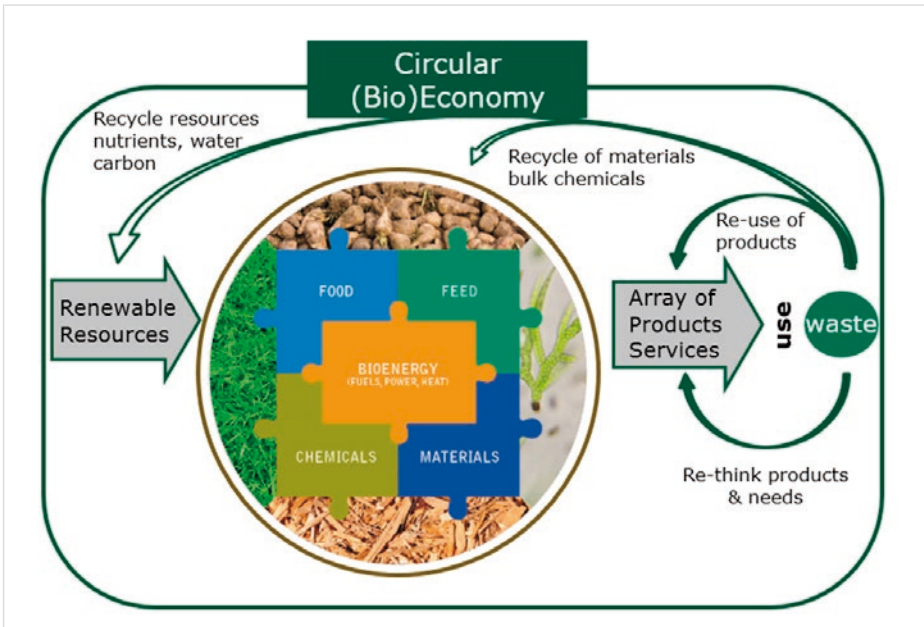 Circular
(Bio)Economy
Recycle resources
nutrients, water
carbon
Recycle of materials
bulk chemicals
Re-use of
products
Renewable
Resources
FOOD
FEED
BIOENERGY
(FUELS, POWER, HEAT)
CHEMICALS
MATERIALS
Array of
Products
Services
use
waste
Re-think products
& needs